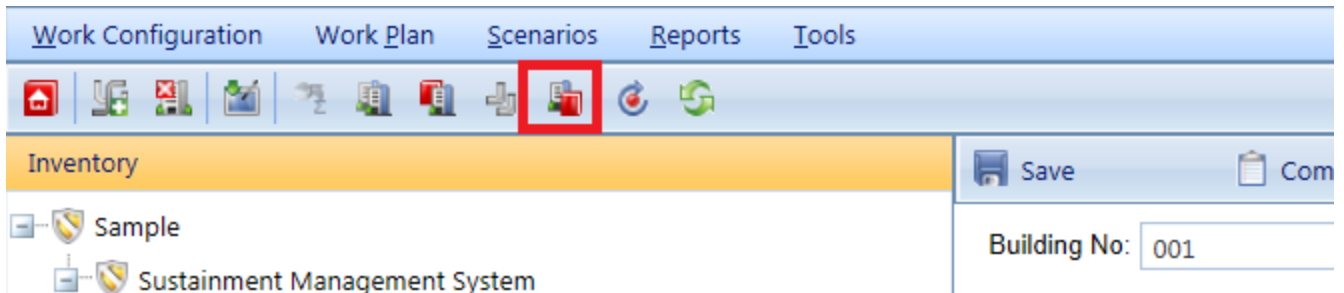 Work Configuration Work Plan Scenarios Reports Tools
Inventory
Save Com
Sample
Building No: 001
Sustainment Management System